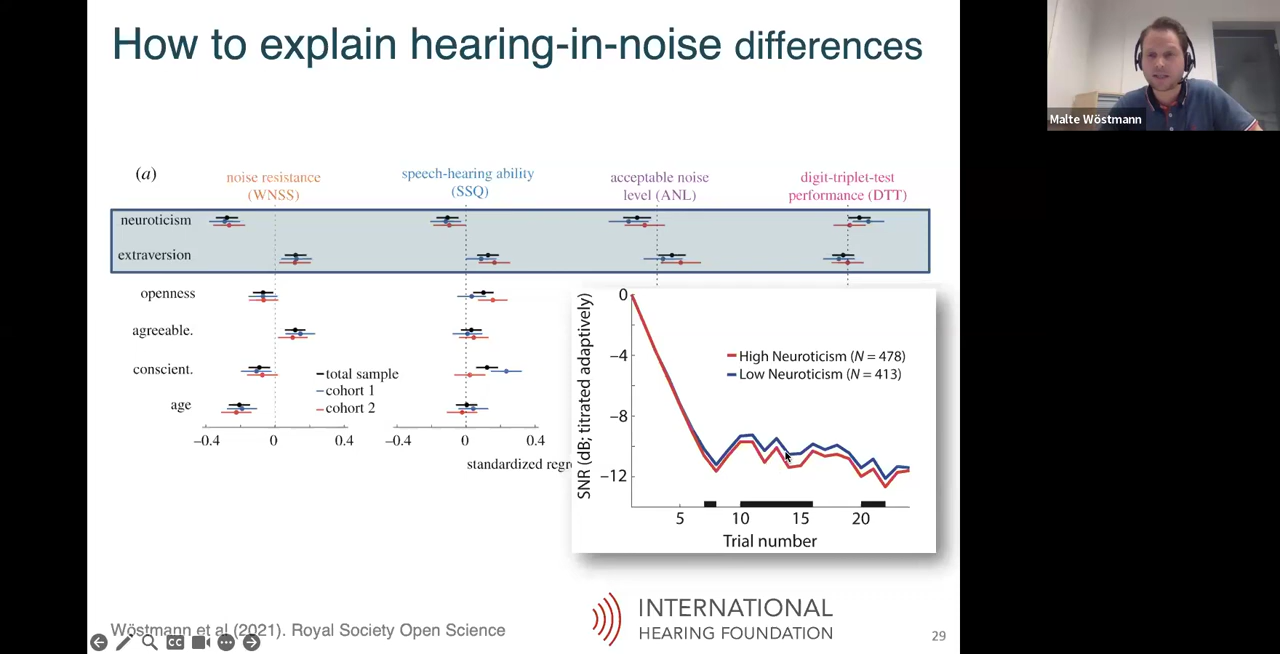 How to explain hearing-in-noise differences
Malte Wöstmann
(a)
noise resistance
(WNSS)
speech-hearing ability
(SSQ)
acceptable noise
level (ANL)
digit-triplet-test
performance (DTT)
neuroticism
extraversion
openness
agreeable.
conscient.
age
total sample
cohort 1
cohort 2
−0.4 0 0.4
−0.4 0 0.4
standardized regr
SNR (dB; titrated adaptively)
0
−4
−8
−12
High Neuroticism (N = 478)
Low Neuroticism (N = 413)
5 10 15 20
Trial number
Wöstmann et al (2021). Royal Society Open Science
CC
INTERNATIONAL
HEARING FOUNDATION
29